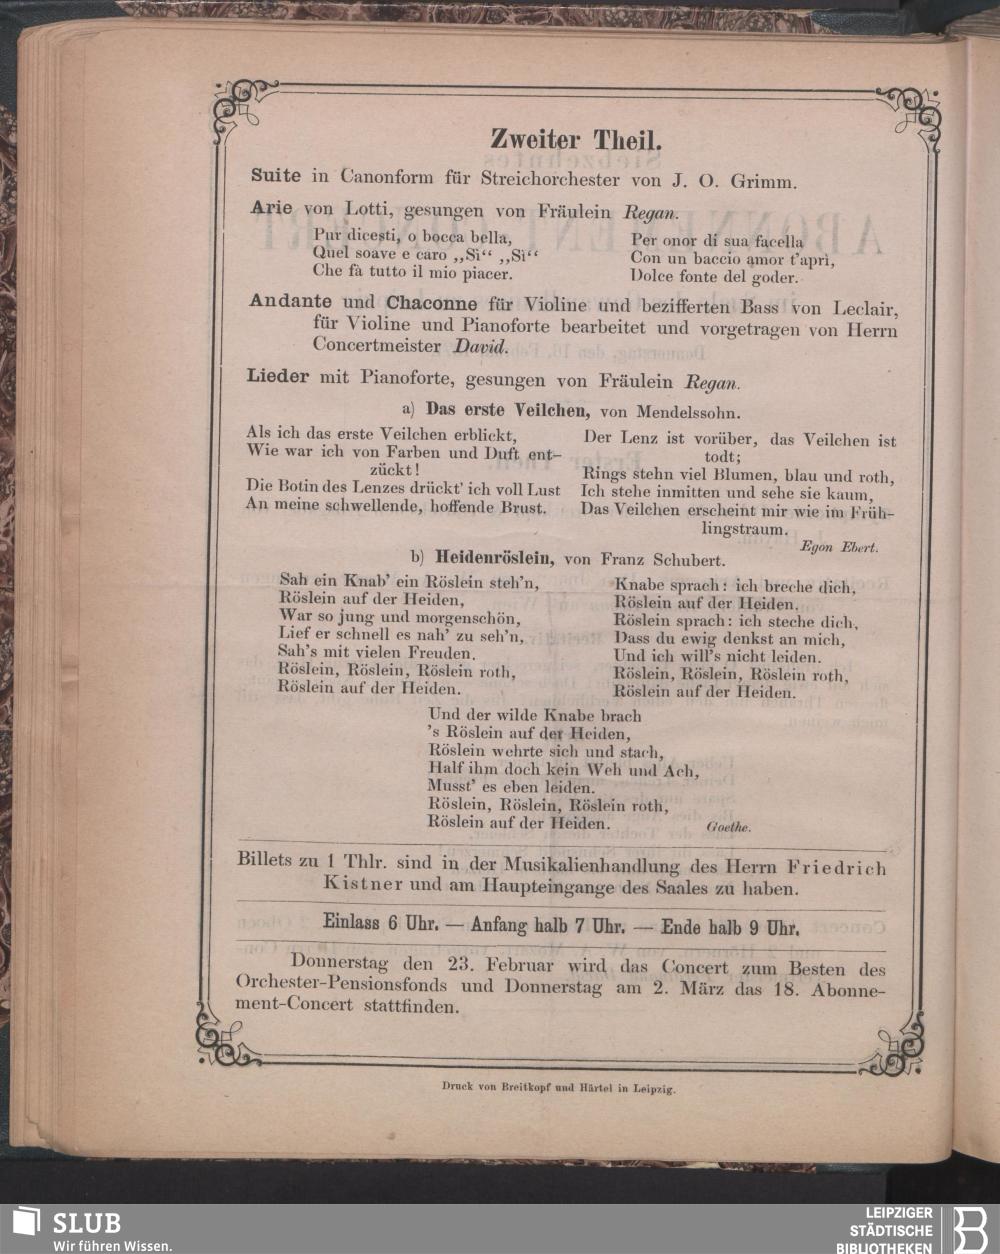 Zweiter Theil.
Suite in Canonform für Streichorchester von J. O. Grimm.
Arie von Lotti, gesungen von Fräulein Regan.
Pur dicesti, o bocca bella,
Quel soave e caro „Sì“ „Sì“
Che fà tutto il mio piacer.
Per onor di sua facella
Con un baccio amor t'aprì,
Dolce fonte del goder.
Andante und Chaconne für Violine und bezifferten Bass von Leclair,
für Violine und Pianoforte bearbeitet und vorgetragen von Herrn
Concertmeister David.
Lieder mit Pianoforte, gesungen von Fräulein Regan.
a) Das erste Veilchen, von Mendelssohn.
Als ich das erste Veilchen erblickt,
Wie war ich von Farben und Duft ent-
zückt!
Die Botin des Lenzes drückt' ich voll Lust
An meine schwellende, hoffende Brust.
Der Lenz ist vorüber, das Veilchen ist
todt;
Rings stehn viel Blumen, blau und roth,
Ich stehe inmitten und sehe sie kaum,
Das Veilchen erscheint mir wie im Früh-
lingstraum.
Egon Ebert.
b) Heidenröslein, von Franz Schubert.
Sah ein Knab' ein Röslein steh'n,
Röslein auf der Heiden,
War so jung und morgenschön,
Lief er schnell es nah' zu seh'n,
Sah's mit vielen Freuden.
Röslein, Röslein, Röslein roth,
Röslein auf der Heiden.
Knabe sprach: ich breche dich,
Röslein auf der Heiden.
Röslein sprach: ich steche dich,
Dass du ewig denkst an mich,
Und ich will's nicht leiden.
Röslein, Röslein, Röslein roth,
Röslein auf der Heiden.
Und der wilde Knabe brach
's Röslein auf der Heiden,
Röslein wehrte sich und stach,
Half ihm doch kein Weh und Ach,
Musst' es eben leiden.
Röslein, Röslein, Röslein roth,
Röslein auf der Heiden.
Goethe.
Billets zu 1 Thlr. sind in der Musikalienhandlung des Herrn Friedrich
Kistner und am Haupteingange des Saales zu haben.
Einlass 6 Uhr. — Anfang halb 7 Uhr. — Ende halb 9 Uhr.
Donnerstag den 23. Februar wird das Concert zum Besten des
Orchester-Pensionsfonds und Donnerstag am 2. März das 18. Abonne-
ment-Concert stattfinden.
Druck von Breitkopf und Härtel in Leipzig.
SLUB
Wir führen Wissen.
LEIPZIGER
STÄDTISCHE
BIBLIOTHEKEN